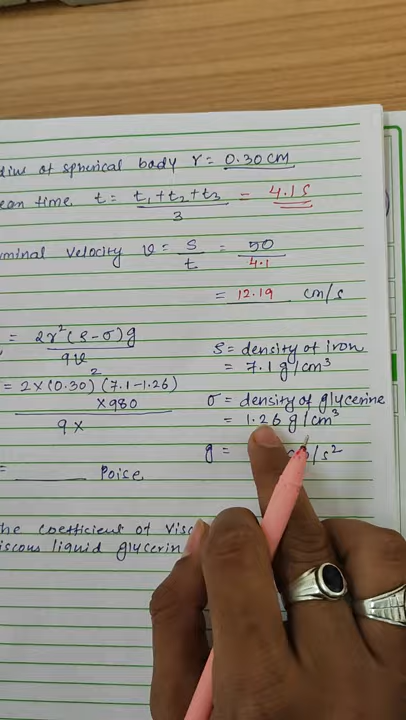 dius of spherical body r = 0.30 cm
ean time t = t₁+t₂+t₃ / 3 = 4.1 s
minal velocity ϑ = S/t = 50/4.1
= 12.19 cm/s
= 2r²(ρ-σ)g / 9ϑ
= 2×(0.30)²(7.1-1.26)×980 / 9×
ρ = density of iron
= 7.1 g/cm³
σ = density of glycerine
= 1.26 g/cm³
g = /s²
= Poise
he coefficient of Visc
iscous liquid glycerin